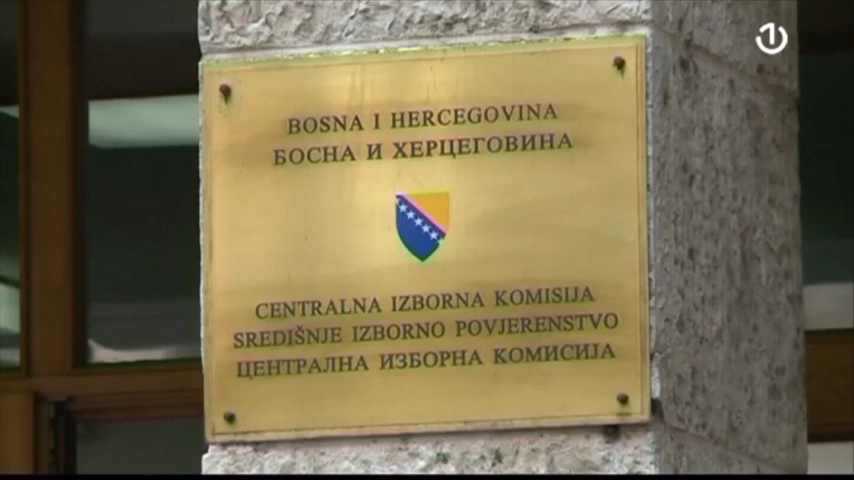 BOSNA I HERCEGOVINA
БОСНА И ХЕРЦЕГОВИНА
CENTRALNA IZBORNA KOMISIJA
SREDIŠNJE IZBORNO POVJERENSTVO
ЦЕНТРАЛНА ИЗБОРНА КОМИСИЈА